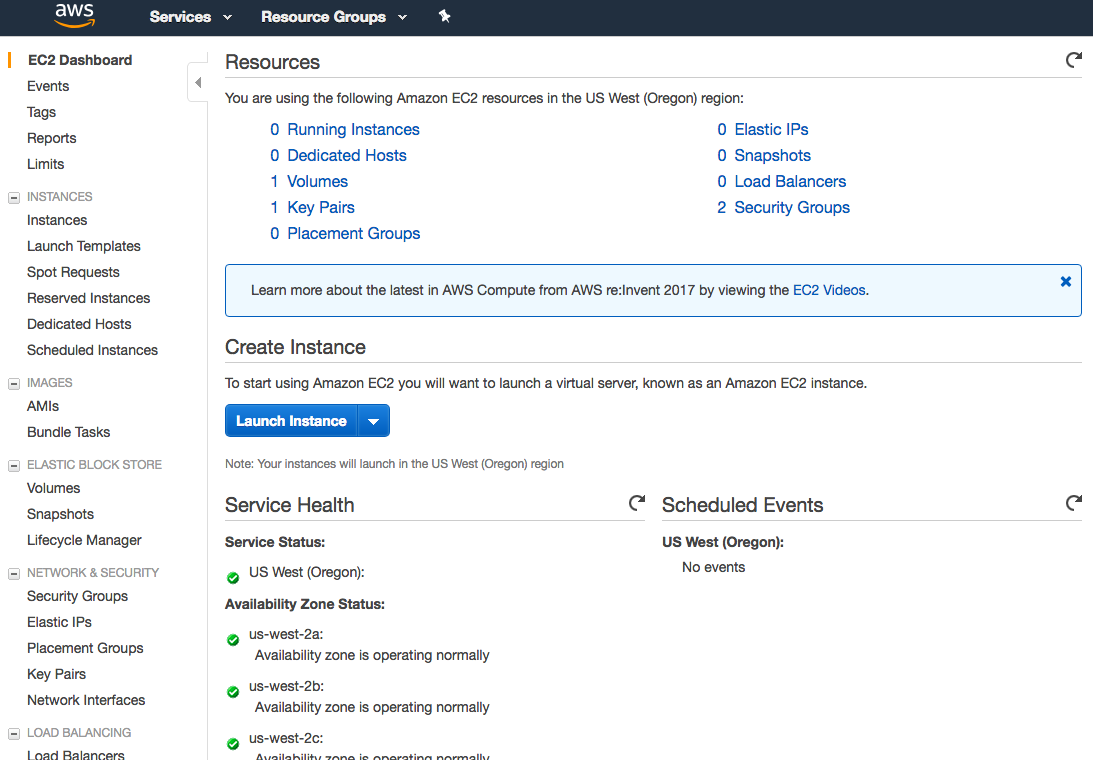 aws Services Resource Groups
EC2 Dashboard
Events
Tags
Reports
Limits
INSTANCES
Instances
Launch Templates
Spot Requests
Reserved Instances
Dedicated Hosts
Scheduled Instances
IMAGES
AMIs
Bundle Tasks
ELASTIC BLOCK STORE
Volumes
Snapshots
Lifecycle Manager
NETWORK & SECURITY
Security Groups
Elastic IPs
Placement Groups
Key Pairs
Network Interfaces
LOAD BALANCING
Load Balancers
Resources
You are using the following Amazon EC2 resources in the US West (Oregon) region:
0 Running Instances
0 Dedicated Hosts
1 Volumes
1 Key Pairs
0 Placement Groups
0 Elastic IPs
0 Snapshots
0 Load Balancers
2 Security Groups
Learn more about the latest in AWS Compute from AWS re:Invent 2017 by viewing the EC2 Videos.
Create Instance
To start using Amazon EC2 you will want to launch a virtual server, known as an Amazon EC2 instance.
Launch Instance
Note: Your instances will launch in the US West (Oregon) region
Service Health
Service Status:
US West (Oregon):
Availability Zone Status:
us-west-2a:
Availability zone is operating normally
us-west-2b:
Availability zone is operating normally
us-west-2c:
Availability zone is operating normally
Scheduled Events
US West (Oregon):
No events